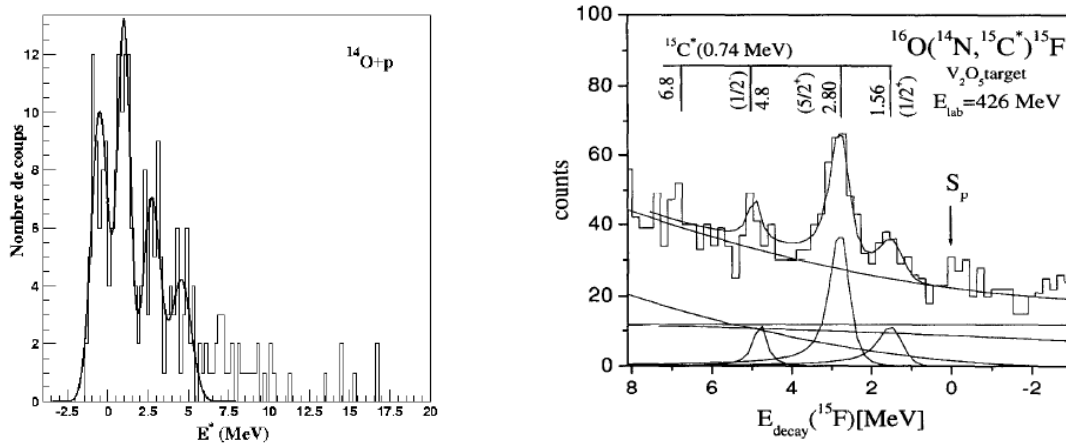 Nombre de coups
12
10
8
6
4
2
0
¹⁴O+p
-2.5 0 2.5 5 7.5 10 12.5 15 17.5 20
E* (MeV)
counts
100
80
60
40
20
0
¹⁵C*(0.74 MeV)
¹⁶O(¹⁴N,¹⁵C*)¹⁵F
V₂O₅target
E_lab=426 MeV
6.8
(1/2⁻)
4.8
(5/2⁺)
2.80
1.56
(1/2⁺)
Sₚ
8 6 4 2 0 -2
E_decay(¹⁵F)[MeV]